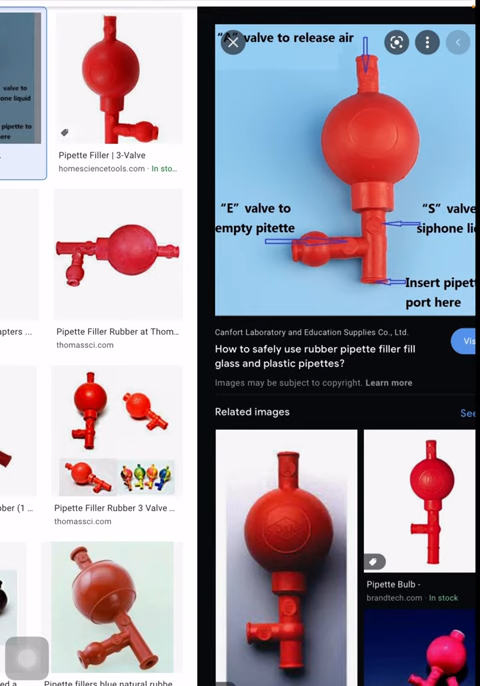 valve to
hone liquid
pipette to
ere
Pipette Filler | 3-Valve
homesciencetools.com · In sto...
apters ...
Pipette Filler Rubber at Thom...
thomassci.com
ber (1 ...
Pipette Filler Rubber 3 Valve ...
thomassci.com
ed a
Pipette fillers blue natural rubbe
"A" valve to release air
"E" valve to
empty pitette
"S" valve
siphone li
Insert pipet
port here
Canfort Laboratory and Education Supplies Co., Ltd.
How to safely use rubber pipette filler fill
glass and plastic pipettes?
Vis
Images may be subject to copyright. Learn more
Related images
See
Pipette Bulb -
brandtech.com · In stock